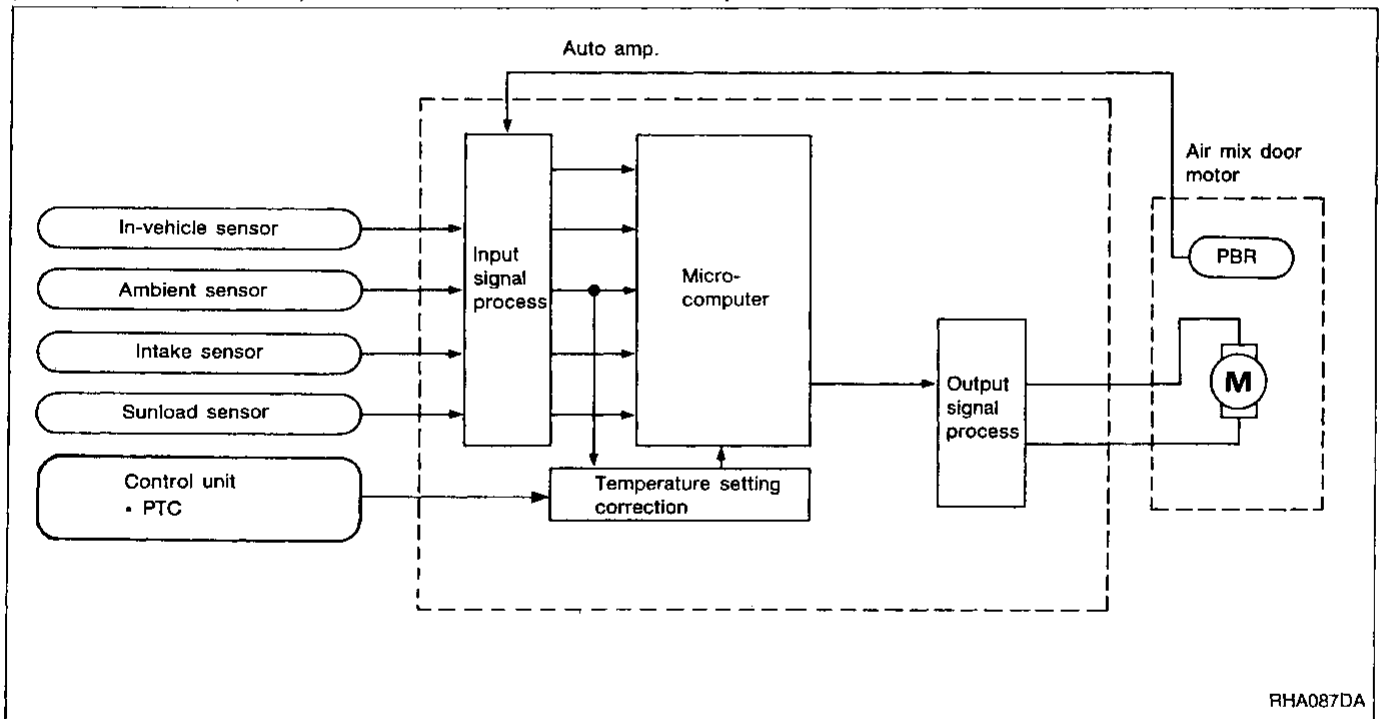 Auto amp.
Air mix door
motor
In-vehicle sensor
Ambient sensor
Intake sensor
Sunload sensor
Control unit
• PTC
Input
signal
process
Micro-
computer
Temperature setting
correction
Output
signal
process
PBR
M
RHA087DA